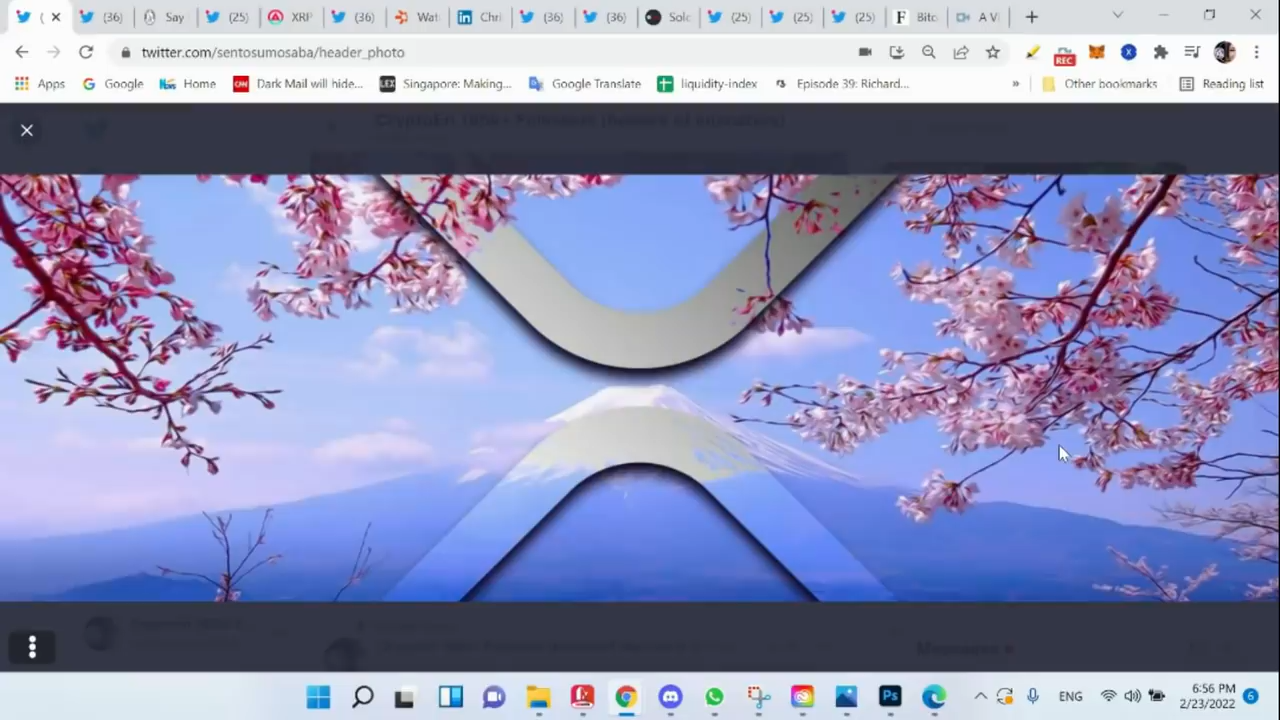 ( (36) Say (25) XRP (36) Wat Chri (36) (36) Solc (25) (25) (25) Bitc A Vi
twitter.com/sentosumosaba/header_photo
REC
Apps Google Home Dark Mail will hide... Singapore: Making... Google Translate liquidity-index Episode 39: Richard... » Other bookmarks Reading list
ENG 6:56 PM
2/23/2022 6